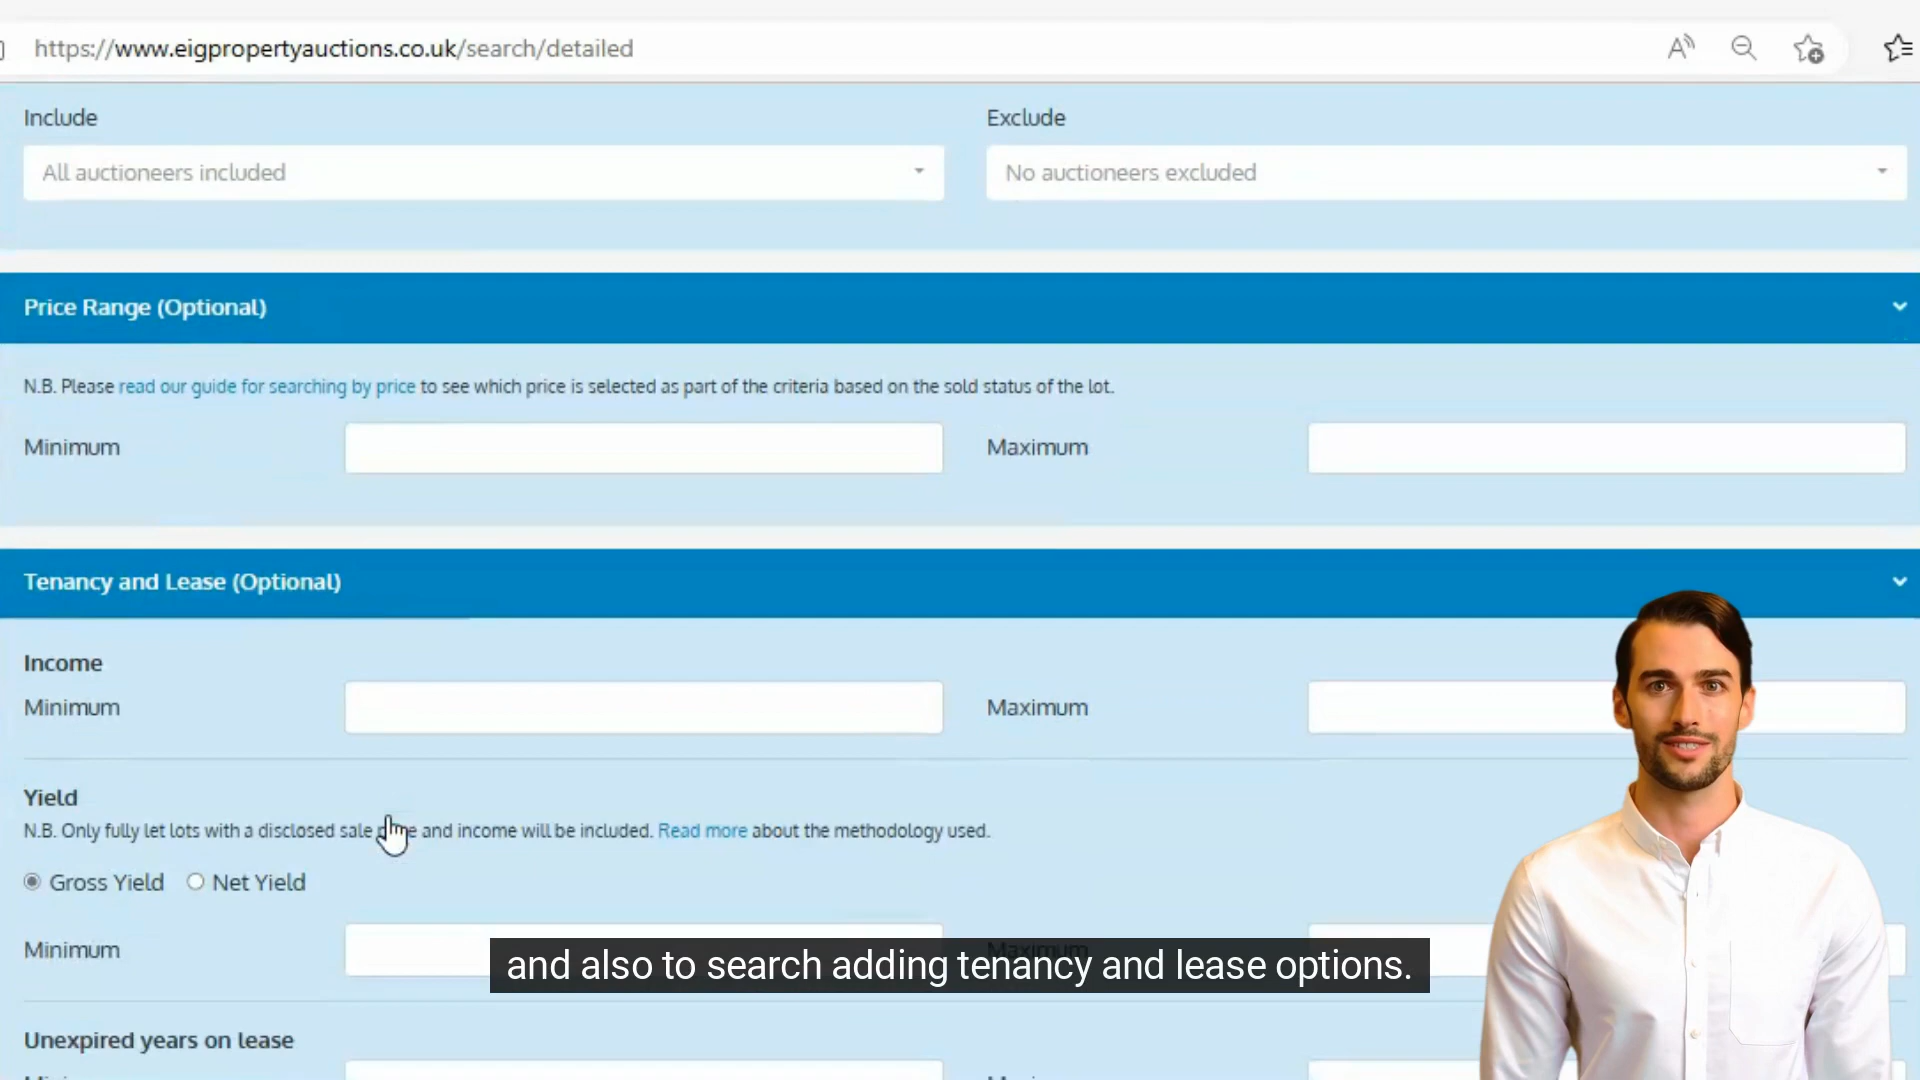 https://www.eigpropertyauctions.co.uk/search/detailed
Include
Exclude
All auctioneers included
No auctioneers excluded
Price Range (Optional)
N.B. Please read our guide for searching by price to see which price is selected as part of the criteria based on the sold status of the lot.
Minimum
Maximum
Tenancy and Lease (Optional)
Income
Minimum
Maximum
Yield
N.B. Only fully let lots with a disclosed sale price and income will be included. Read more about the methodology used.
Gross Yield
Net Yield
Minimum
Maximum
and also to search adding tenancy and lease options.
Unexpired years on lease